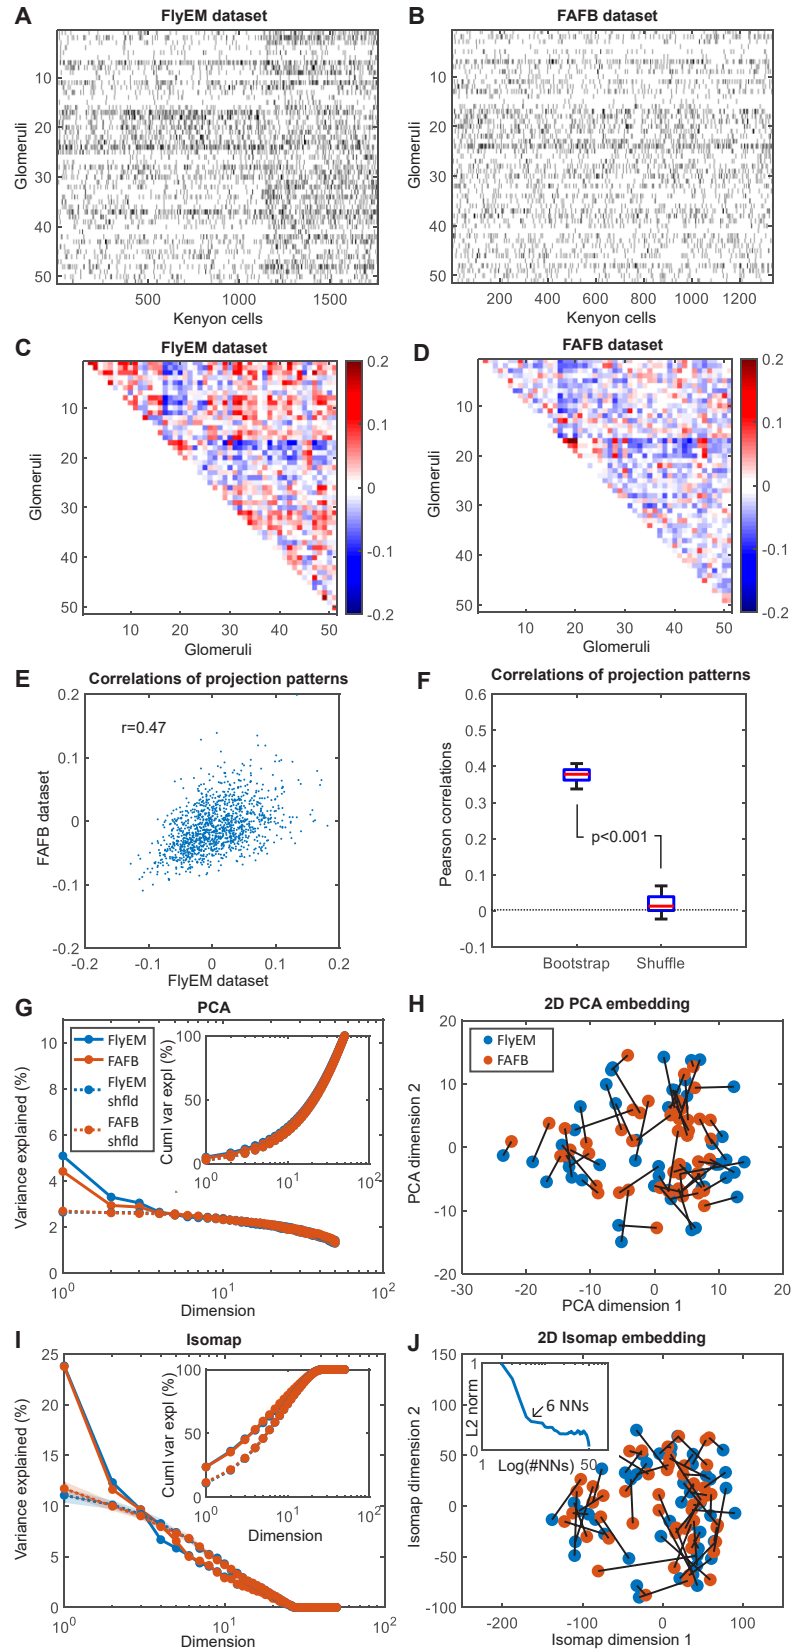 A
FlyEM dataset
Glomeruli
10
20
30
40
50
500
1000
1500
Kenyon cells
B
FAFB dataset
Glomeruli
10
20
30
40
50
200
400
600
800
1000
1200
Kenyon cells
C
FlyEM dataset
Glomeruli
10
20
30
40
50
10
20
30
40
50
Glomeruli
0.2
0.1
0
-0.1
-0.2
D
FAFB dataset
Glomeruli
10
20
30
40
50
10
20
30
40
50
Glomeruli
0.2
0.1
0
-0.1
-0.2
E
Correlations of projection patterns
r=0.47
FAFB dataset
0.2
0.1
0
-0.1
-0.2
-0.2
-0.1
0
0.1
0.2
FlyEM dataset
F
Correlations of projection patterns
Pearson correlations
0.6
0.5
0.4
0.3
0.2
0.1
0
-0.1
p<0.001
Bootstrap
Shuffle
G
PCA
Variance explained (%)
10
8
6
4
2
0
FlyEM
FAFB
FlyEM
shfld
FAFB
shfld
Cuml var expl (%)
100
50
0
10^0
10^1
10^2
10^0
10^1
10^2
Dimension
H
2D PCA embedding
FlyEM
FAFB
PCA dimension 2
20
10
0
-10
-20
-30
-20
-10
0
10
20
PCA dimension 1
I
Isomap
Variance explained (%)
25
20
15
10
5
0
Cuml var expl (%)
100
50
0
10^0
10^1
10^2
Dimension
10^0
10^1
10^2
Dimension
J
2D Isomap embedding
Isomap dimension 2
150
100
50
0
-50
-100
L2 norm
1
0
6 NNs
1
50
Log(#NNs)
-200
-100
0
100
Isomap dimension 1